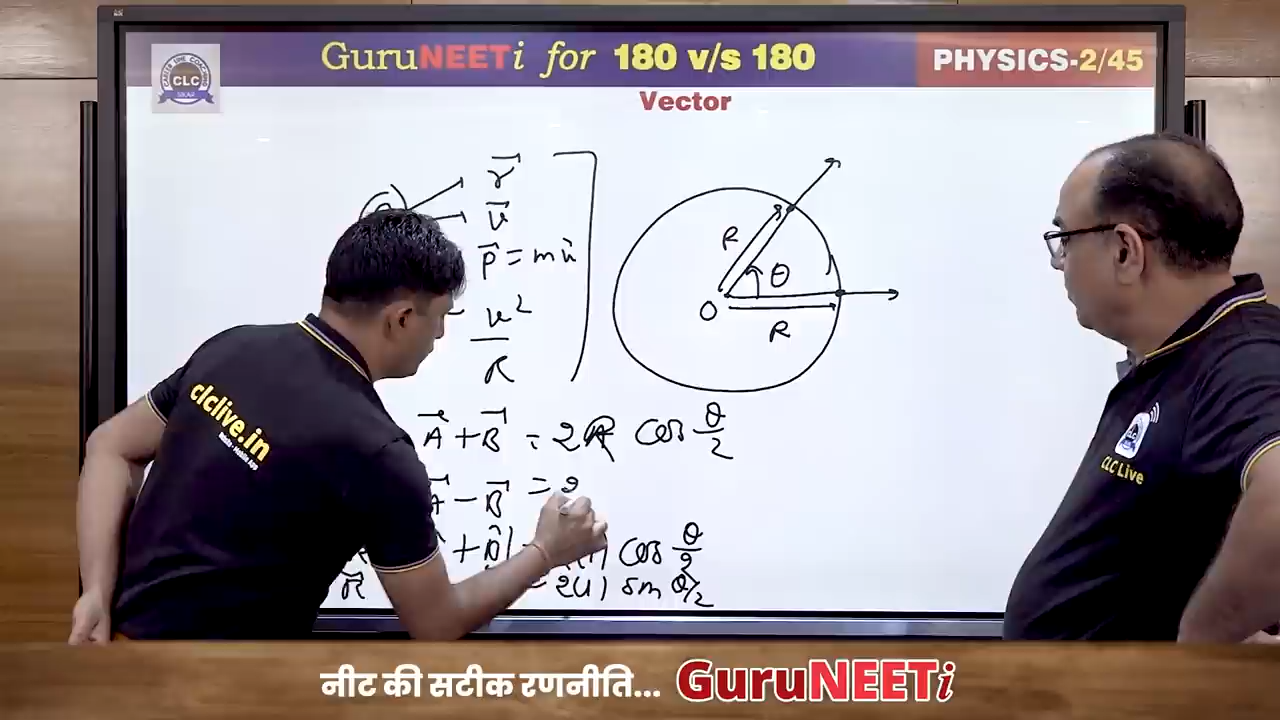 GuruNEETi for 180 v/s 180
PHYSICS-2/45
CLC
Vector
r⃗
v⃗
p⃗ = mv⃗
v²
R
R
θ
O
R
A⃗ + B⃗ = 2A cos θ/2
A⃗ − B⃗ = 2
cos θ/2
= 2(1) sin θ/2
clclive.in
CLC Live
नीट की सटीक रणनीति... GuruNEETi